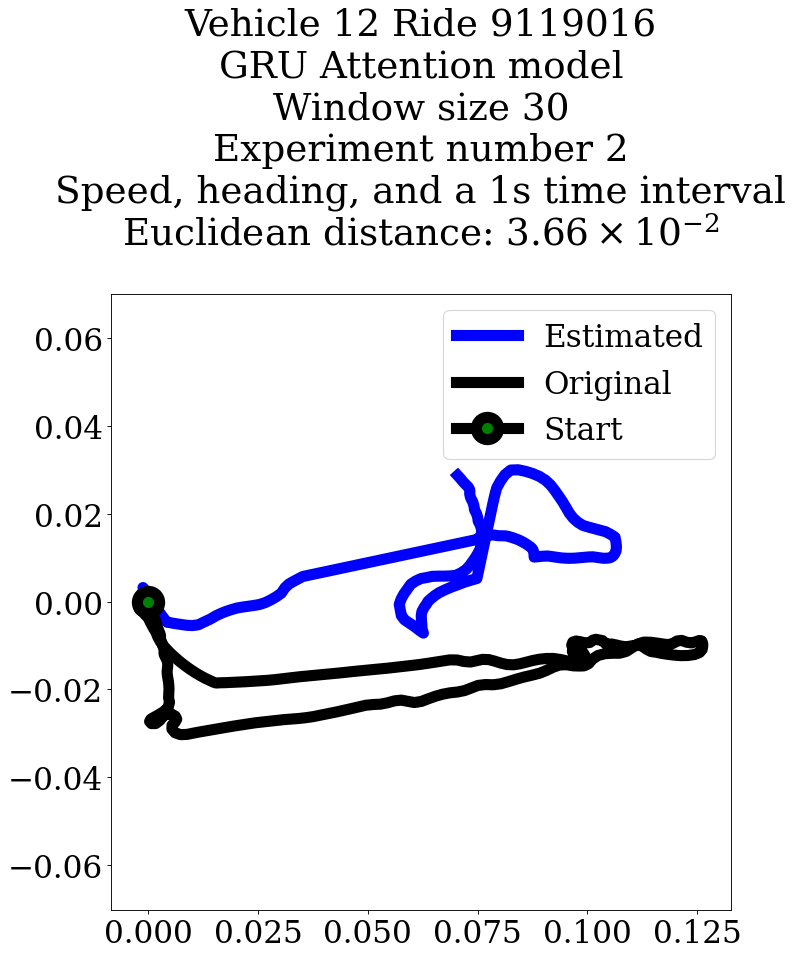 Vehicle 12 Ride 9119016
GRU Attention model
Window size 30
Experiment number 2
Speed, heading, and a 1s time interval
Euclidean distance: 3.66 × 10⁻²
Estimated
Original
Start
0.06
0.04
0.02
0.00
−0.02
−0.04
−0.06
0.000 0.025 0.050 0.075 0.100 0.125